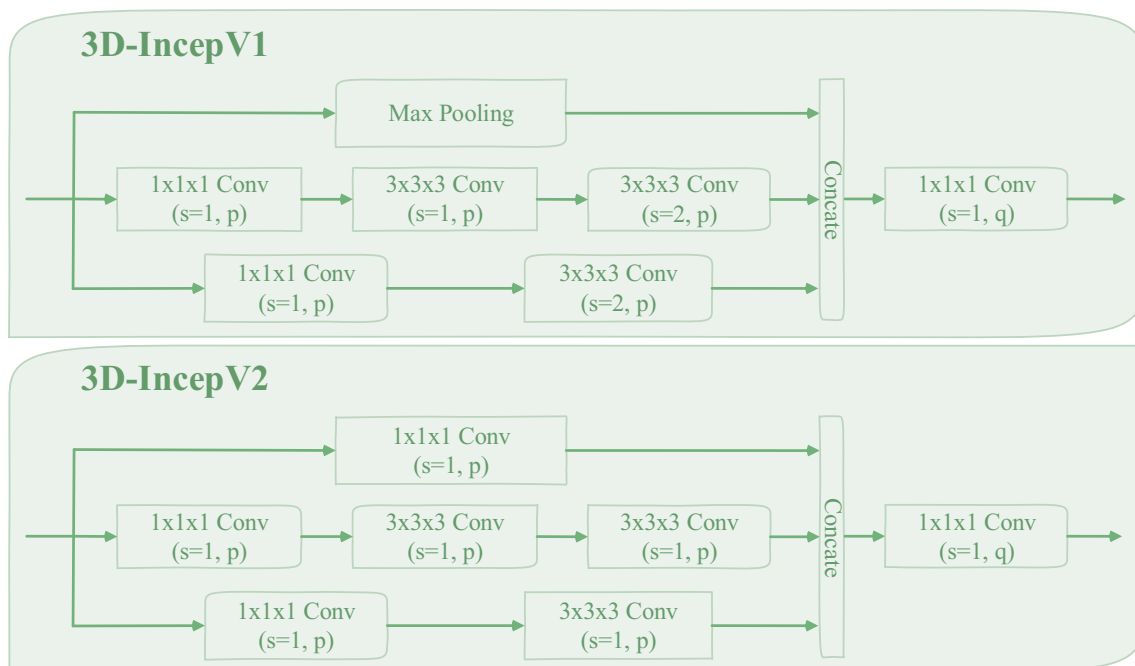 3D-IncepV1
Max Pooling
1x1x1 Conv
(s=1, p)
3x3x3 Conv
(s=1, p)
3x3x3 Conv
(s=2, p)
1x1x1 Conv
(s=1, p)
3x3x3 Conv
(s=2, p)
Concate
1x1x1 Conv
(s=1, q)
3D-IncepV2
1x1x1 Conv
(s=1, p)
1x1x1 Conv
(s=1, p)
3x3x3 Conv
(s=1, p)
3x3x3 Conv
(s=1, p)
1x1x1 Conv
(s=1, p)
3x3x3 Conv
(s=1, p)
Concate
1x1x1 Conv
(s=1, q)